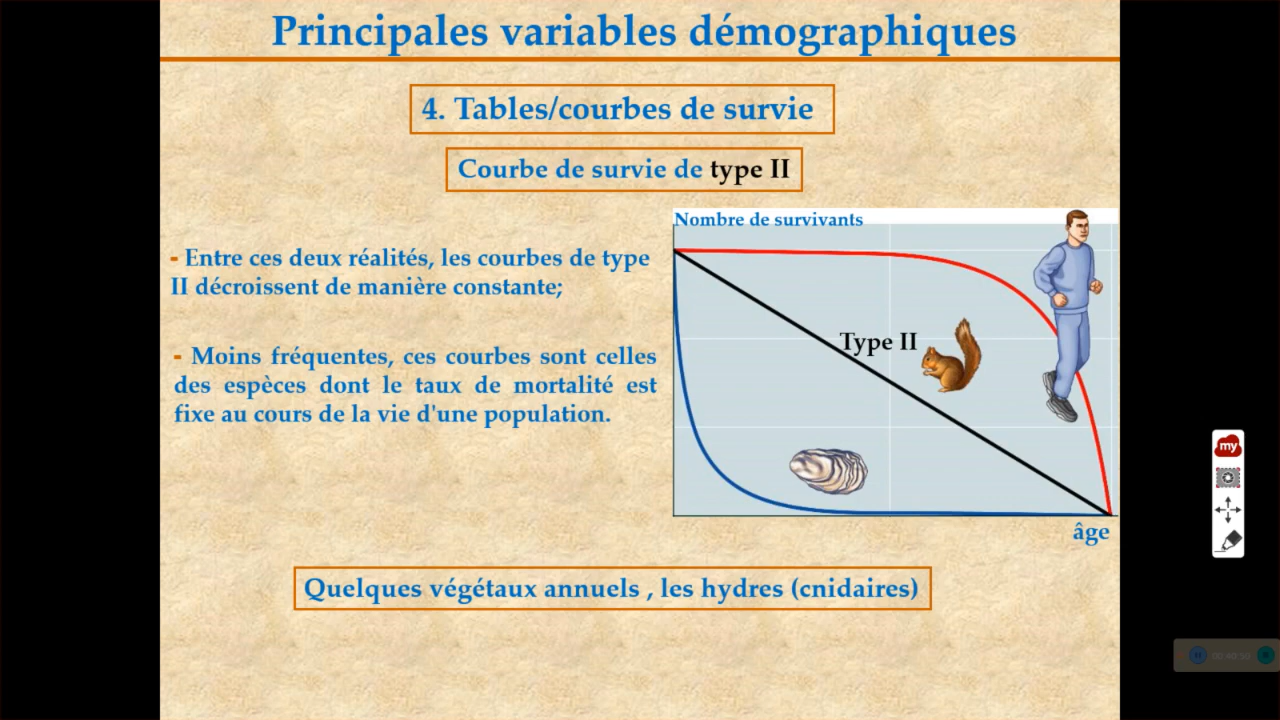 Principales variables démographiques
4. Tables/courbes de survie
Courbe de survie de type II
- Entre ces deux réalités, les courbes de type
II décroissent de manière constante;
- Moins fréquentes, ces courbes sont celles
des espèces dont le taux de mortalité est
fixe au cours de la vie d'une population.
Nombre de survivants
Type II
âge
Quelques végétaux annuels , les hydres (cnidaires)
my